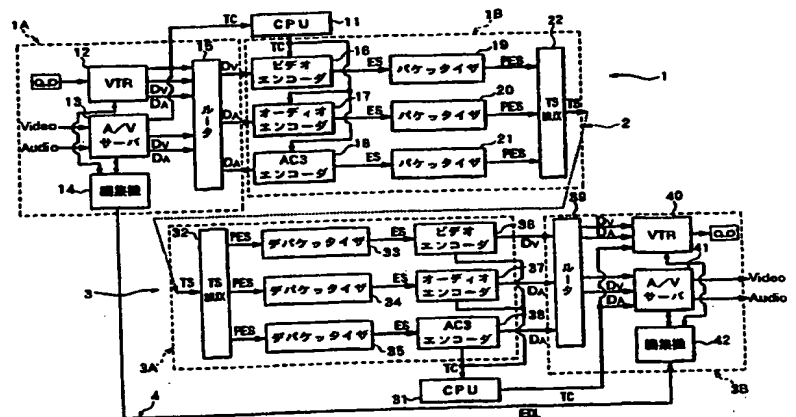 1A
TC
CPU
11
1B
22
12
15
16
19
VTR
DV
DA
DV
TC
ビデオ
エンコーダ
ES
パケッタイザ
PES
1
13
17
20
TS
MUX
TS
Video
Audio
A/V
サーバ
DV
DA
ルータ
DA
オーディオ
エンコーダ
ES
パケッタイザ
PES
2
14
18
21
編集機
DA
AC3
エンコーダ
ES
パケッタイザ
PES
32
PES
デパケッタイザ
33
ES
ビデオ
エンコーダ
36
DV
39
DV
DA
40
VTR
3
TS
TS
MUX
PES
デパケッタイザ
34
ES
オーディオ
エンコーダ
37
DA
ルータ
DV
DA
41
A/V
サーバ
Video
Audio
PES
デパケッタイザ
35
ES
AC3
エンコーダ
38
DA
編集機
42
3A
TC
31
CPU
TC
3B
4
EDL